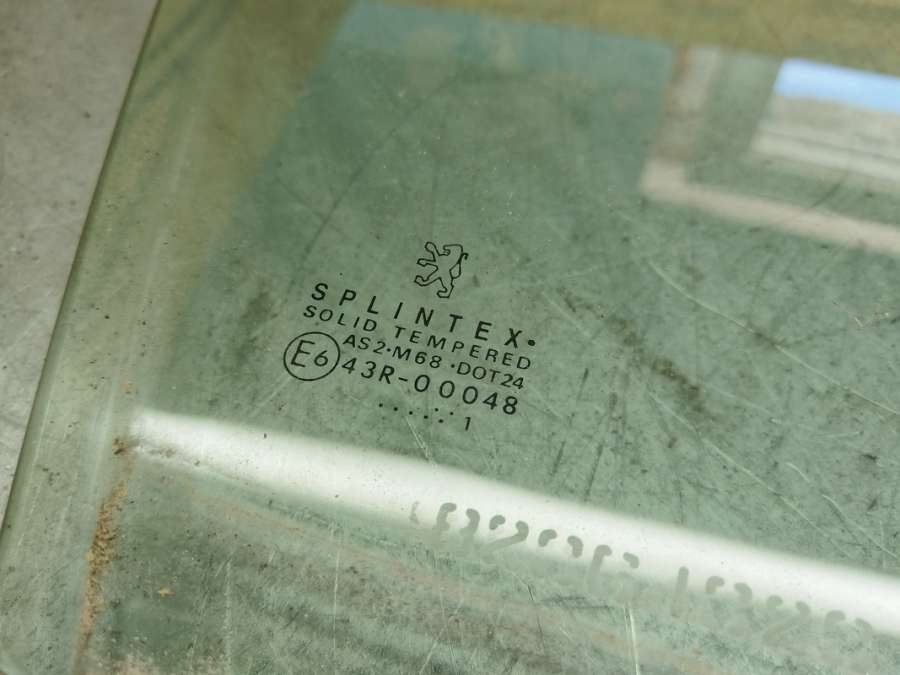 SPLINTEX
SOLID TEMPERED
AS2·M68·DOT24
E6 43R-00048
......:.:1